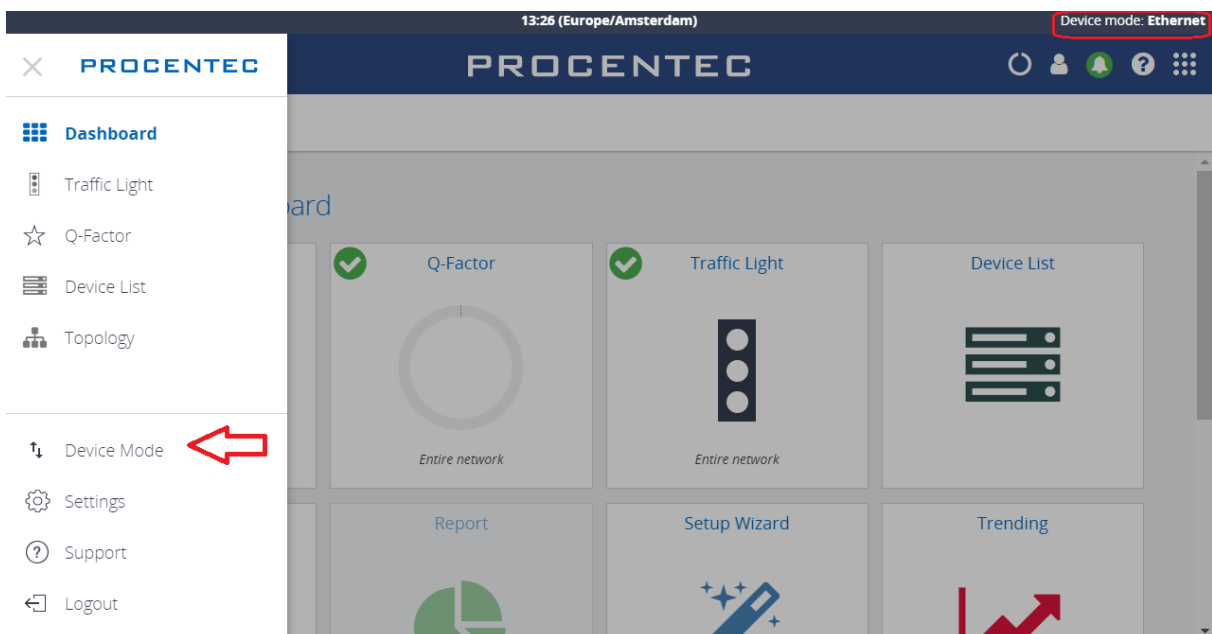 13:26 (Europe/Amsterdam)
Device mode: Ethernet
PROCENTEC
PROCENTEC
Dashboard
Traffic Light
Q-Factor
Device List
Topology
Device Mode
Settings
Support
Logout
ard
Q-Factor
Traffic Light
Device List
Entire network
Entire network
Report
Setup Wizard
Trending